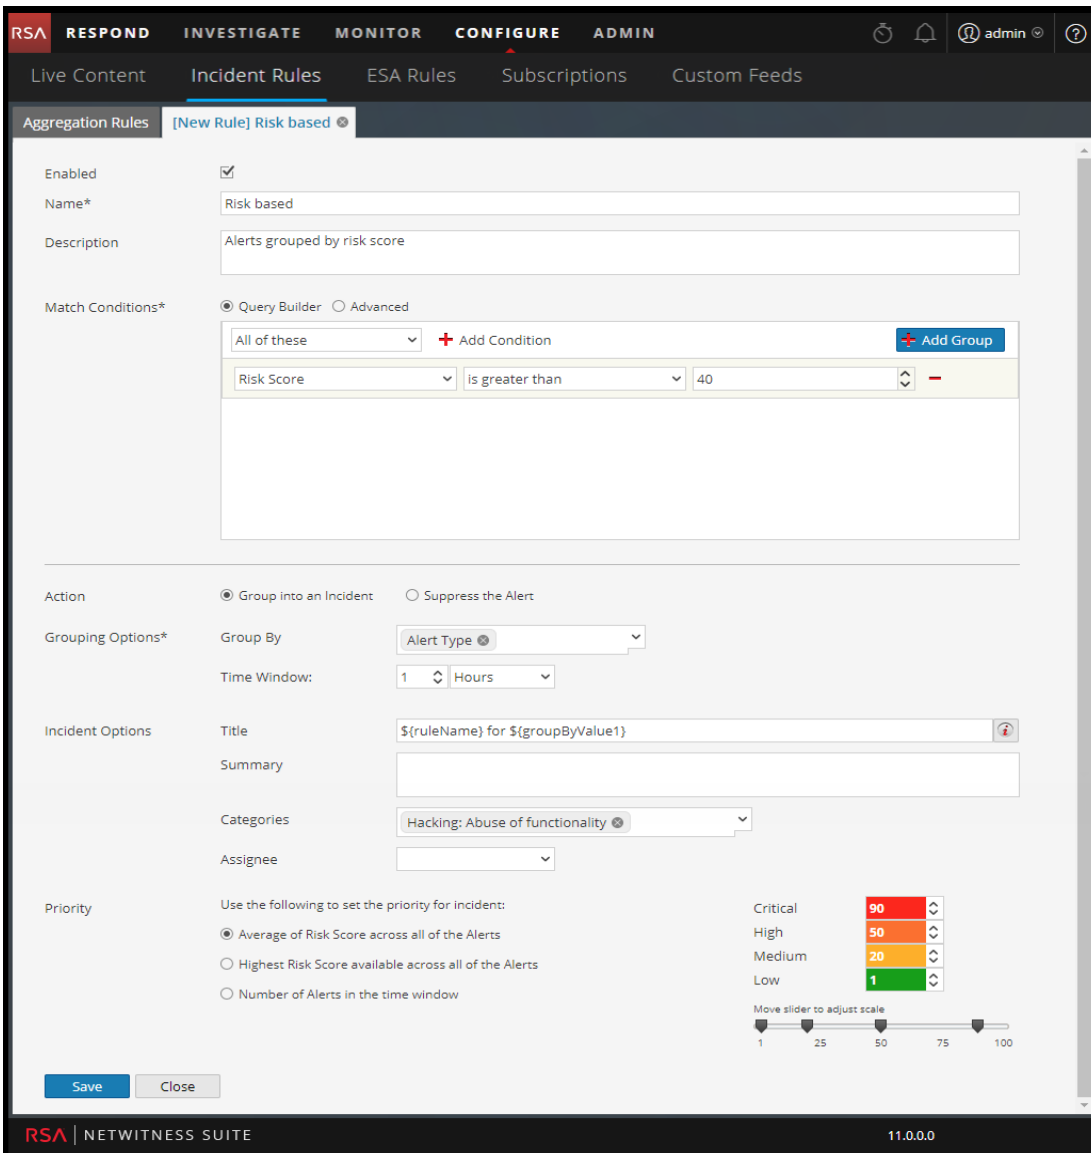 RSA RESPOND INVESTIGATE MONITOR CONFIGURE ADMIN admin ?
Live Content Incident Rules ESA Rules Subscriptions Custom Feeds
Aggregation Rules [New Rule] Risk based
Enabled
Name* Risk based
Description Alerts grouped by risk score
Match Conditions* Query Builder Advanced
All of these Add Condition Add Group
Risk Score is greater than 40
Action Group into an Incident Suppress the Alert
Grouping Options* Group By Alert Type
Time Window: 1 Hours
Incident Options Title ${ruleName} for ${groupByValue1} i
Summary
Categories Hacking: Abuse of functionality
Assignee
Priority Use the following to set the priority for incident: Critical 90
Average of Risk Score across all of the Alerts High 50
Highest Risk Score available across all of the Alerts Medium 20
Number of Alerts in the time window Low 1
Move slider to adjust scale
1 25 50 75 100
Save Close
RSA NETWITNESS SUITE 11.0.0.0